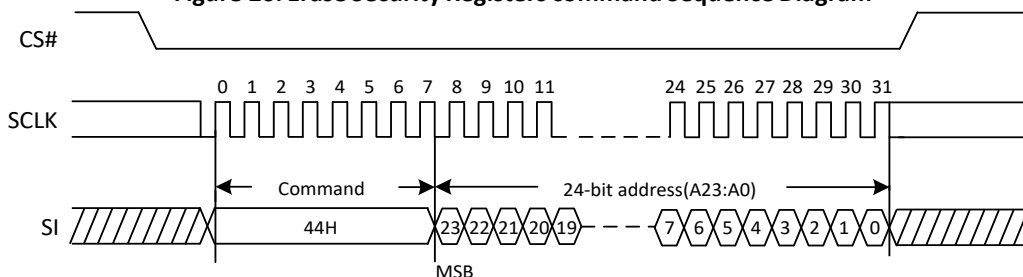 Figure 20. Erase Security Registers command Sequence Diagram
CS#
0 1 2 3 4 5 6 7 8 9 10 11 24 25 26 27 28 29 30 31
SCLK
Command 24-bit address(A23:A0)
SI 44H 23 22 21 20 19 7 6 5 4 3 2 1 0
MSB